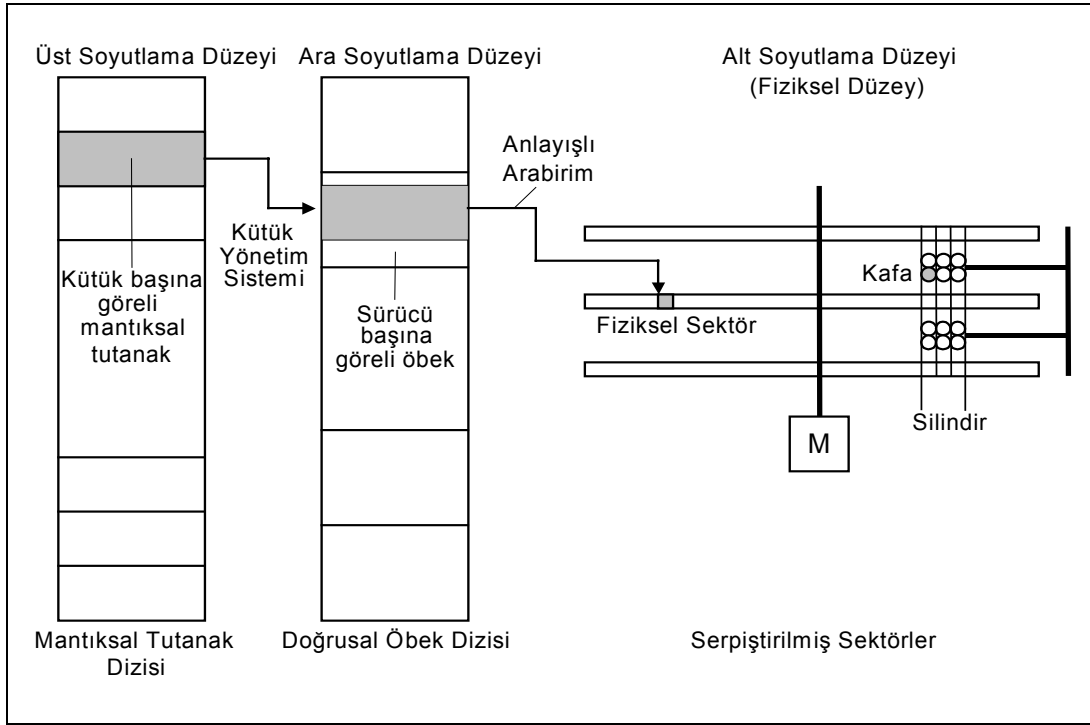 Üst Soyutlama Düzeyi
Ara Soyutlama Düzeyi
Alt Soyutlama Düzeyi
(Fiziksel Düzey)
Anlayışlı
Arabirim
Kütük
Yönetim
Sistemi
Kütük başına
göreli
mantıksal
tutanak
Sürücü
başına
göreli öbek
Kafa
Fiziksel Sektör
Silindir
M
Mantıksal Tutanak
Dizisi
Doğrusal Öbek Dizisi
Serpiştirilmiş Sektörler